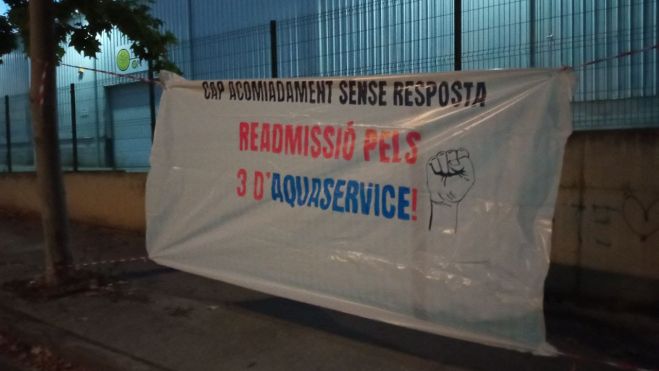 CAP ACOMIADAMENT SENSE RESPOSTA
READMISSIÓ PELS
3 D'AQUASERVICE!